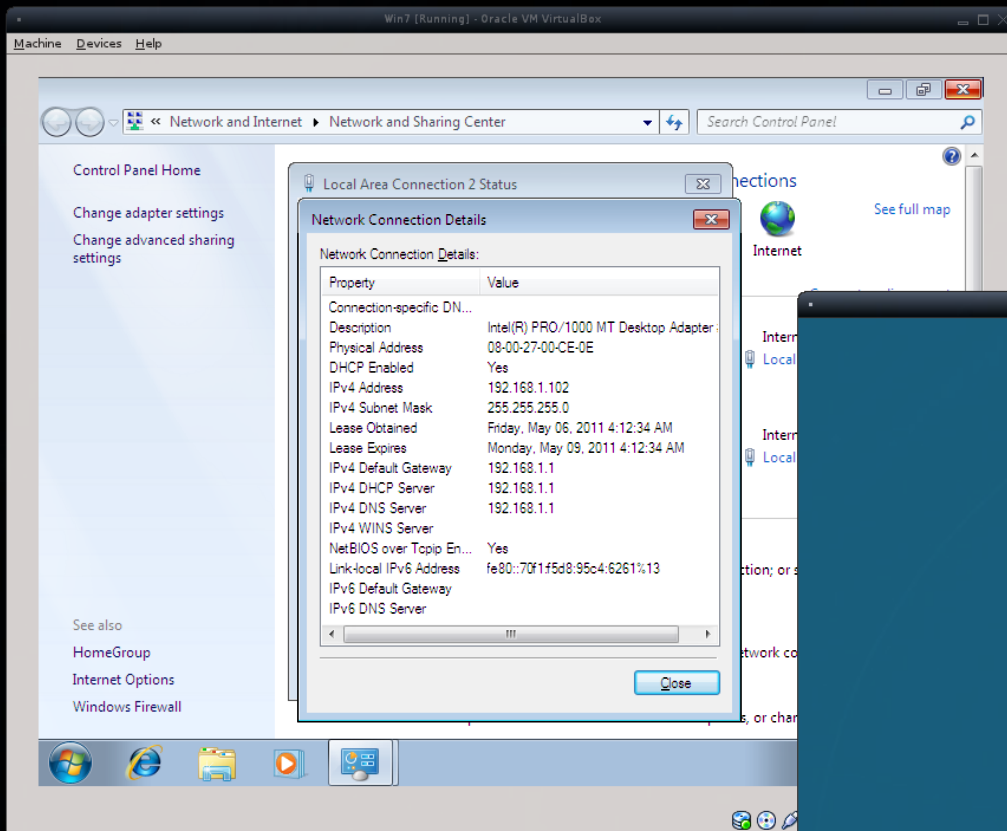 Win7 [Running] - Oracle VM VirtualBox
Machine Devices Help
« Network and Internet Network and Sharing Center
Search Control Panel
Control Panel Home
Change adapter settings
Change advanced sharing
settings
See also
HomeGroup
Internet Options
Windows Firewall
Local Area Connection 2 Status
nections
See full map
Internet
Network Connection Details
Network Connection Details:
Property Value
Connection-specific DN...
Description Intel(R) PRO/1000 MT Desktop Adapter
Physical Address 08-00-27-00-CE-0E
DHCP Enabled Yes
IPv4 Address 192.168.1.102
IPv4 Subnet Mask 255.255.255.0
Lease Obtained Friday, May 06, 2011 4:12:34 AM
Lease Expires Monday, May 09, 2011 4:12:34 AM
IPv4 Default Gateway 192.168.1.1
IPv4 DHCP Server 192.168.1.1
IPv4 DNS Server 192.168.1.1
IPv4 WINS Server
NetBIOS over Tcpip En... Yes
Link-local IPv6 Address fe80::70f1:f5d8:95c4:6261%13
IPv6 Default Gateway
IPv6 DNS Server
Close
Intern
Local
Intern
Local
ction; or s
etwork co
s, or char